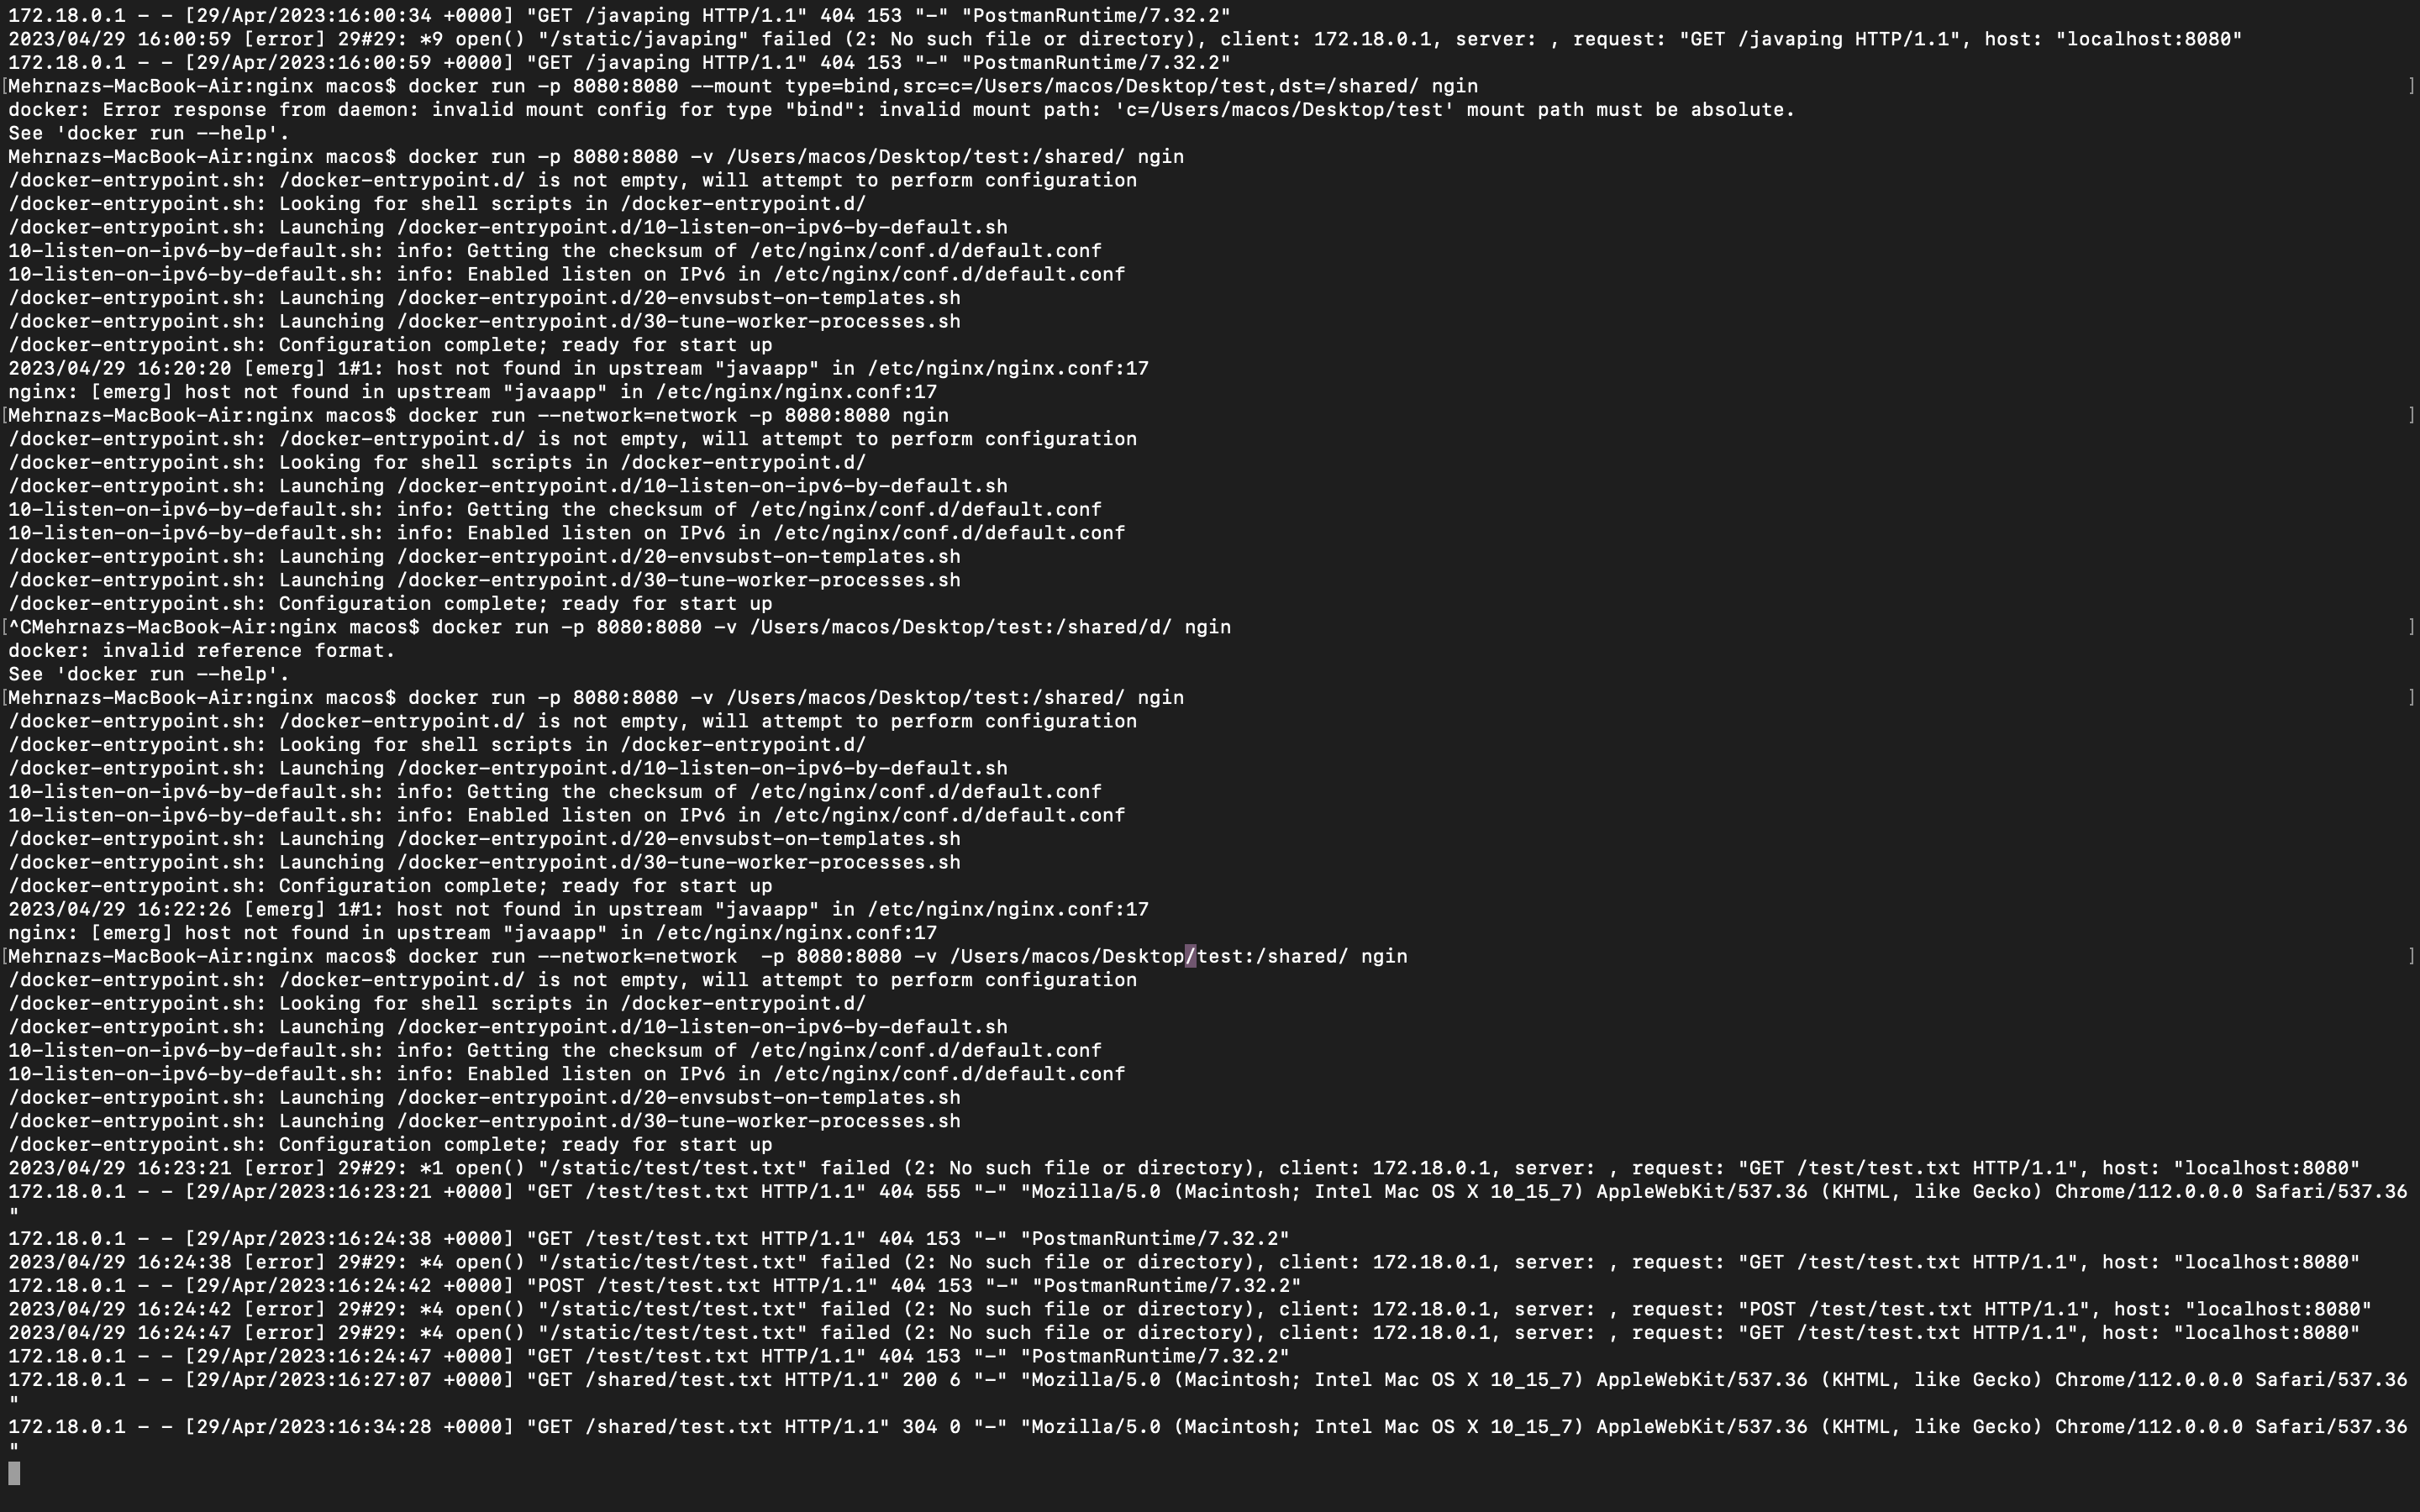 172.18.0.1 - - [29/Apr/2023:16:00:34 +0000] "GET /javaping HTTP/1.1" 404 153 "-" "PostmanRuntime/7.32.2"
2023/04/29 16:00:59 [error] 29#29: *9 open() "/static/javaping" failed (2: No such file or directory), client: 172.18.0.1, server: , request: "GET /javaping HTTP/1.1", host: "localhost:8080"
172.18.0.1 - - [29/Apr/2023:16:00:59 +0000] "GET /javaping HTTP/1.1" 404 153 "-" "PostmanRuntime/7.32.2"
[Mehrnazs-MacBook-Air:nginx macos$ docker run -p 8080:8080 --mount type=bind,src=c=/Users/macos/Desktop/test,dst=/shared/ ngin ]
docker: Error response from daemon: invalid mount config for type "bind": invalid mount path: 'c=/Users/macos/Desktop/test' mount path must be absolute.
See 'docker run --help'.
Mehrnazs-MacBook-Air:nginx macos$ docker run -p 8080:8080 -v /Users/macos/Desktop/test:/shared/ ngin
/docker-entrypoint.sh: /docker-entrypoint.d/ is not empty, will attempt to perform configuration
/docker-entrypoint.sh: Looking for shell scripts in /docker-entrypoint.d/
/docker-entrypoint.sh: Launching /docker-entrypoint.d/10-listen-on-ipv6-by-default.sh
10-listen-on-ipv6-by-default.sh: info: Getting the checksum of /etc/nginx/conf.d/default.conf
10-listen-on-ipv6-by-default.sh: info: Enabled listen on IPv6 in /etc/nginx/conf.d/default.conf
/docker-entrypoint.sh: Launching /docker-entrypoint.d/20-envsubst-on-templates.sh
/docker-entrypoint.sh: Launching /docker-entrypoint.d/30-tune-worker-processes.sh
/docker-entrypoint.sh: Configuration complete; ready for start up
2023/04/29 16:20:20 [emerg] 1#1: host not found in upstream "javaapp" in /etc/nginx/nginx.conf:17
nginx: [emerg] host not found in upstream "javaapp" in /etc/nginx/nginx.conf:17
[Mehrnazs-MacBook-Air:nginx macos$ docker run --network=network -p 8080:8080 ngin ]
/docker-entrypoint.sh: /docker-entrypoint.d/ is not empty, will attempt to perform configuration
/docker-entrypoint.sh: Looking for shell scripts in /docker-entrypoint.d/
/docker-entrypoint.sh: Launching /docker-entrypoint.d/10-listen-on-ipv6-by-default.sh
10-listen-on-ipv6-by-default.sh: info: Getting the checksum of /etc/nginx/conf.d/default.conf
10-listen-on-ipv6-by-default.sh: info: Enabled listen on IPv6 in /etc/nginx/conf.d/default.conf
/docker-entrypoint.sh: Launching /docker-entrypoint.d/20-envsubst-on-templates.sh
/docker-entrypoint.sh: Launching /docker-entrypoint.d/30-tune-worker-processes.sh
/docker-entrypoint.sh: Configuration complete; ready for start up
[^CMehrnazs-MacBook-Air:nginx macos$ docker run -p 8080:8080 -v /Users/macos/Desktop/test:/shared/d/ ngin ]
docker: invalid reference format.
See 'docker run --help'.
[Mehrnazs-MacBook-Air:nginx macos$ docker run -p 8080:8080 -v /Users/macos/Desktop/test:/shared/ ngin ]
/docker-entrypoint.sh: /docker-entrypoint.d/ is not empty, will attempt to perform configuration
/docker-entrypoint.sh: Looking for shell scripts in /docker-entrypoint.d/
/docker-entrypoint.sh: Launching /docker-entrypoint.d/10-listen-on-ipv6-by-default.sh
10-listen-on-ipv6-by-default.sh: info: Getting the checksum of /etc/nginx/conf.d/default.conf
10-listen-on-ipv6-by-default.sh: info: Enabled listen on IPv6 in /etc/nginx/conf.d/default.conf
/docker-entrypoint.sh: Launching /docker-entrypoint.d/20-envsubst-on-templates.sh
/docker-entrypoint.sh: Launching /docker-entrypoint.d/30-tune-worker-processes.sh
/docker-entrypoint.sh: Configuration complete; ready for start up
2023/04/29 16:22:26 [emerg] 1#1: host not found in upstream "javaapp" in /etc/nginx/nginx.conf:17
nginx: [emerg] host not found in upstream "javaapp" in /etc/nginx/nginx.conf:17
[Mehrnazs-MacBook-Air:nginx macos$ docker run --network=network  -p 8080:8080 -v /Users/macos/Desktop/test:/shared/ ngin ]
/docker-entrypoint.sh: /docker-entrypoint.d/ is not empty, will attempt to perform configuration
/docker-entrypoint.sh: Looking for shell scripts in /docker-entrypoint.d/
/docker-entrypoint.sh: Launching /docker-entrypoint.d/10-listen-on-ipv6-by-default.sh
10-listen-on-ipv6-by-default.sh: info: Getting the checksum of /etc/nginx/conf.d/default.conf
10-listen-on-ipv6-by-default.sh: info: Enabled listen on IPv6 in /etc/nginx/conf.d/default.conf
/docker-entrypoint.sh: Launching /docker-entrypoint.d/20-envsubst-on-templates.sh
/docker-entrypoint.sh: Launching /docker-entrypoint.d/30-tune-worker-processes.sh
/docker-entrypoint.sh: Configuration complete; ready for start up
2023/04/29 16:23:21 [error] 29#29: *1 open() "/static/test/test.txt" failed (2: No such file or directory), client: 172.18.0.1, server: , request: "GET /test/test.txt HTTP/1.1", host: "localhost:8080"
172.18.0.1 - - [29/Apr/2023:16:23:21 +0000] "GET /test/test.txt HTTP/1.1" 404 555 "-" "Mozilla/5.0 (Macintosh; Intel Mac OS X 10_15_7) AppleWebKit/537.36 (KHTML, like Gecko) Chrome/112.0.0.0 Safari/537.36
"
172.18.0.1 - - [29/Apr/2023:16:24:38 +0000] "GET /test/test.txt HTTP/1.1" 404 153 "-" "PostmanRuntime/7.32.2"
2023/04/29 16:24:38 [error] 29#29: *4 open() "/static/test/test.txt" failed (2: No such file or directory), client: 172.18.0.1, server: , request: "GET /test/test.txt HTTP/1.1", host: "localhost:8080"
172.18.0.1 - - [29/Apr/2023:16:24:42 +0000] "POST /test/test.txt HTTP/1.1" 404 153 "-" "PostmanRuntime/7.32.2"
2023/04/29 16:24:42 [error] 29#29: *4 open() "/static/test/test.txt" failed (2: No such file or directory), client: 172.18.0.1, server: , request: "POST /test/test.txt HTTP/1.1", host: "localhost:8080"
2023/04/29 16:24:47 [error] 29#29: *4 open() "/static/test/test.txt" failed (2: No such file or directory), client: 172.18.0.1, server: , request: "GET /test/test.txt HTTP/1.1", host: "localhost:8080"
172.18.0.1 - - [29/Apr/2023:16:24:47 +0000] "GET /test/test.txt HTTP/1.1" 404 153 "-" "PostmanRuntime/7.32.2"
172.18.0.1 - - [29/Apr/2023:16:27:07 +0000] "GET /shared/test.txt HTTP/1.1" 200 6 "-" "Mozilla/5.0 (Macintosh; Intel Mac OS X 10_15_7) AppleWebKit/537.36 (KHTML, like Gecko) Chrome/112.0.0.0 Safari/537.36
"
172.18.0.1 - - [29/Apr/2023:16:34:28 +0000] "GET /shared/test.txt HTTP/1.1" 304 0 "-" "Mozilla/5.0 (Macintosh; Intel Mac OS X 10_15_7) AppleWebKit/537.36 (KHTML, like Gecko) Chrome/112.0.0.0 Safari/537.36
"